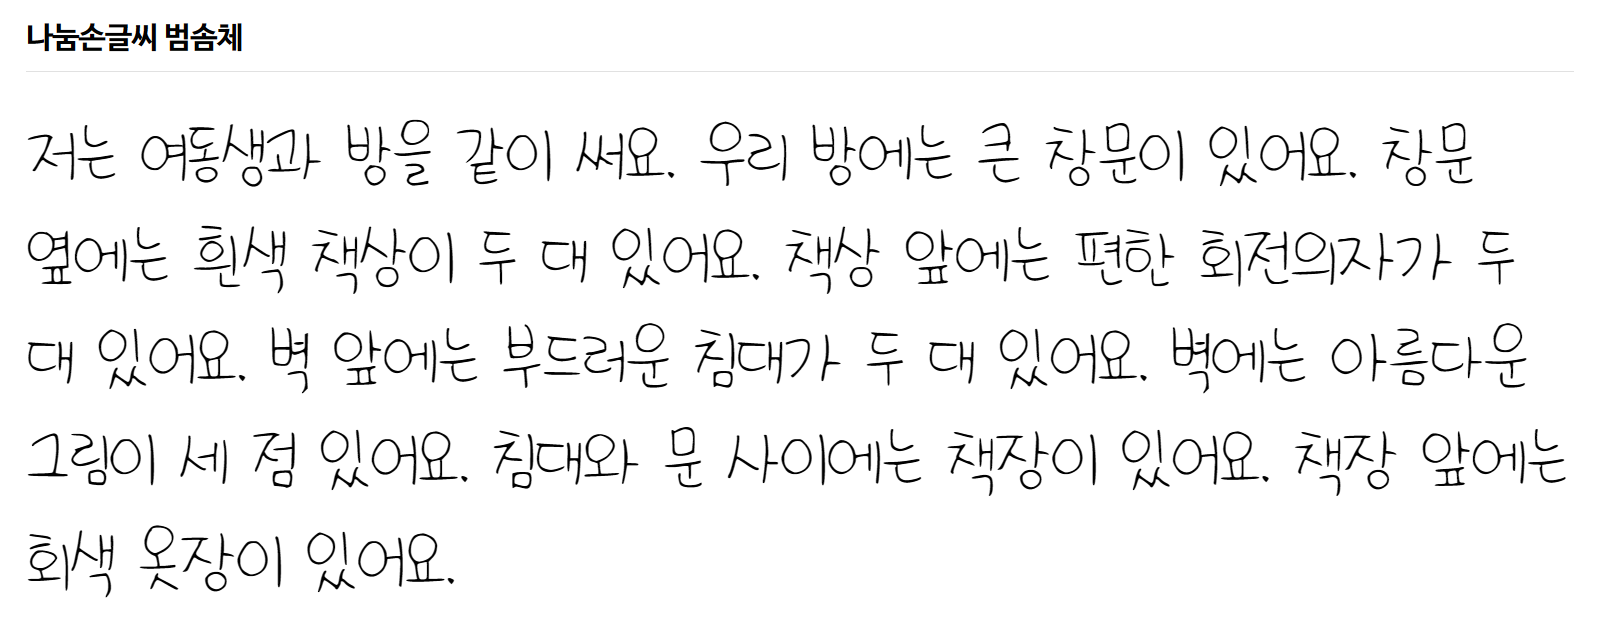 나눔손글씨 범솜체
저는 여동생과 방을 같이 써요. 우리 방에는 큰 창문이 있어요. 창문
옆에는 흰색 책상이 두 대 있어요. 책상 앞에는 편한 회전의자가 두
대 있어요. 벽 앞에는 부드러운 침대가 두 대 있어요. 벽에는 아름다운
그림이 세 점 있어요. 침대와 문 사이에는 책장이 있어요. 책장 앞에는
회색 옷장이 있어요.